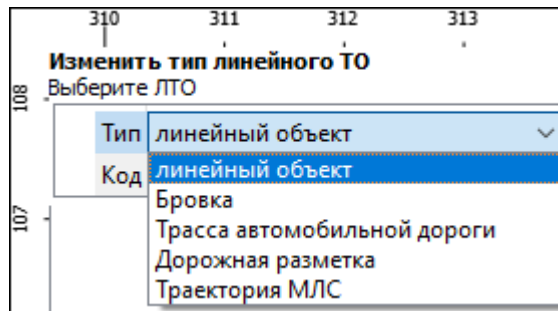 310 311 312 313
Изменить тип линейного ТО
Выберите ЛТО
108
Тип линейный объект
Код линейный объект
Бровка
107
Трасса автомобильной дороги
Дорожная разметка
Траектория МЛС